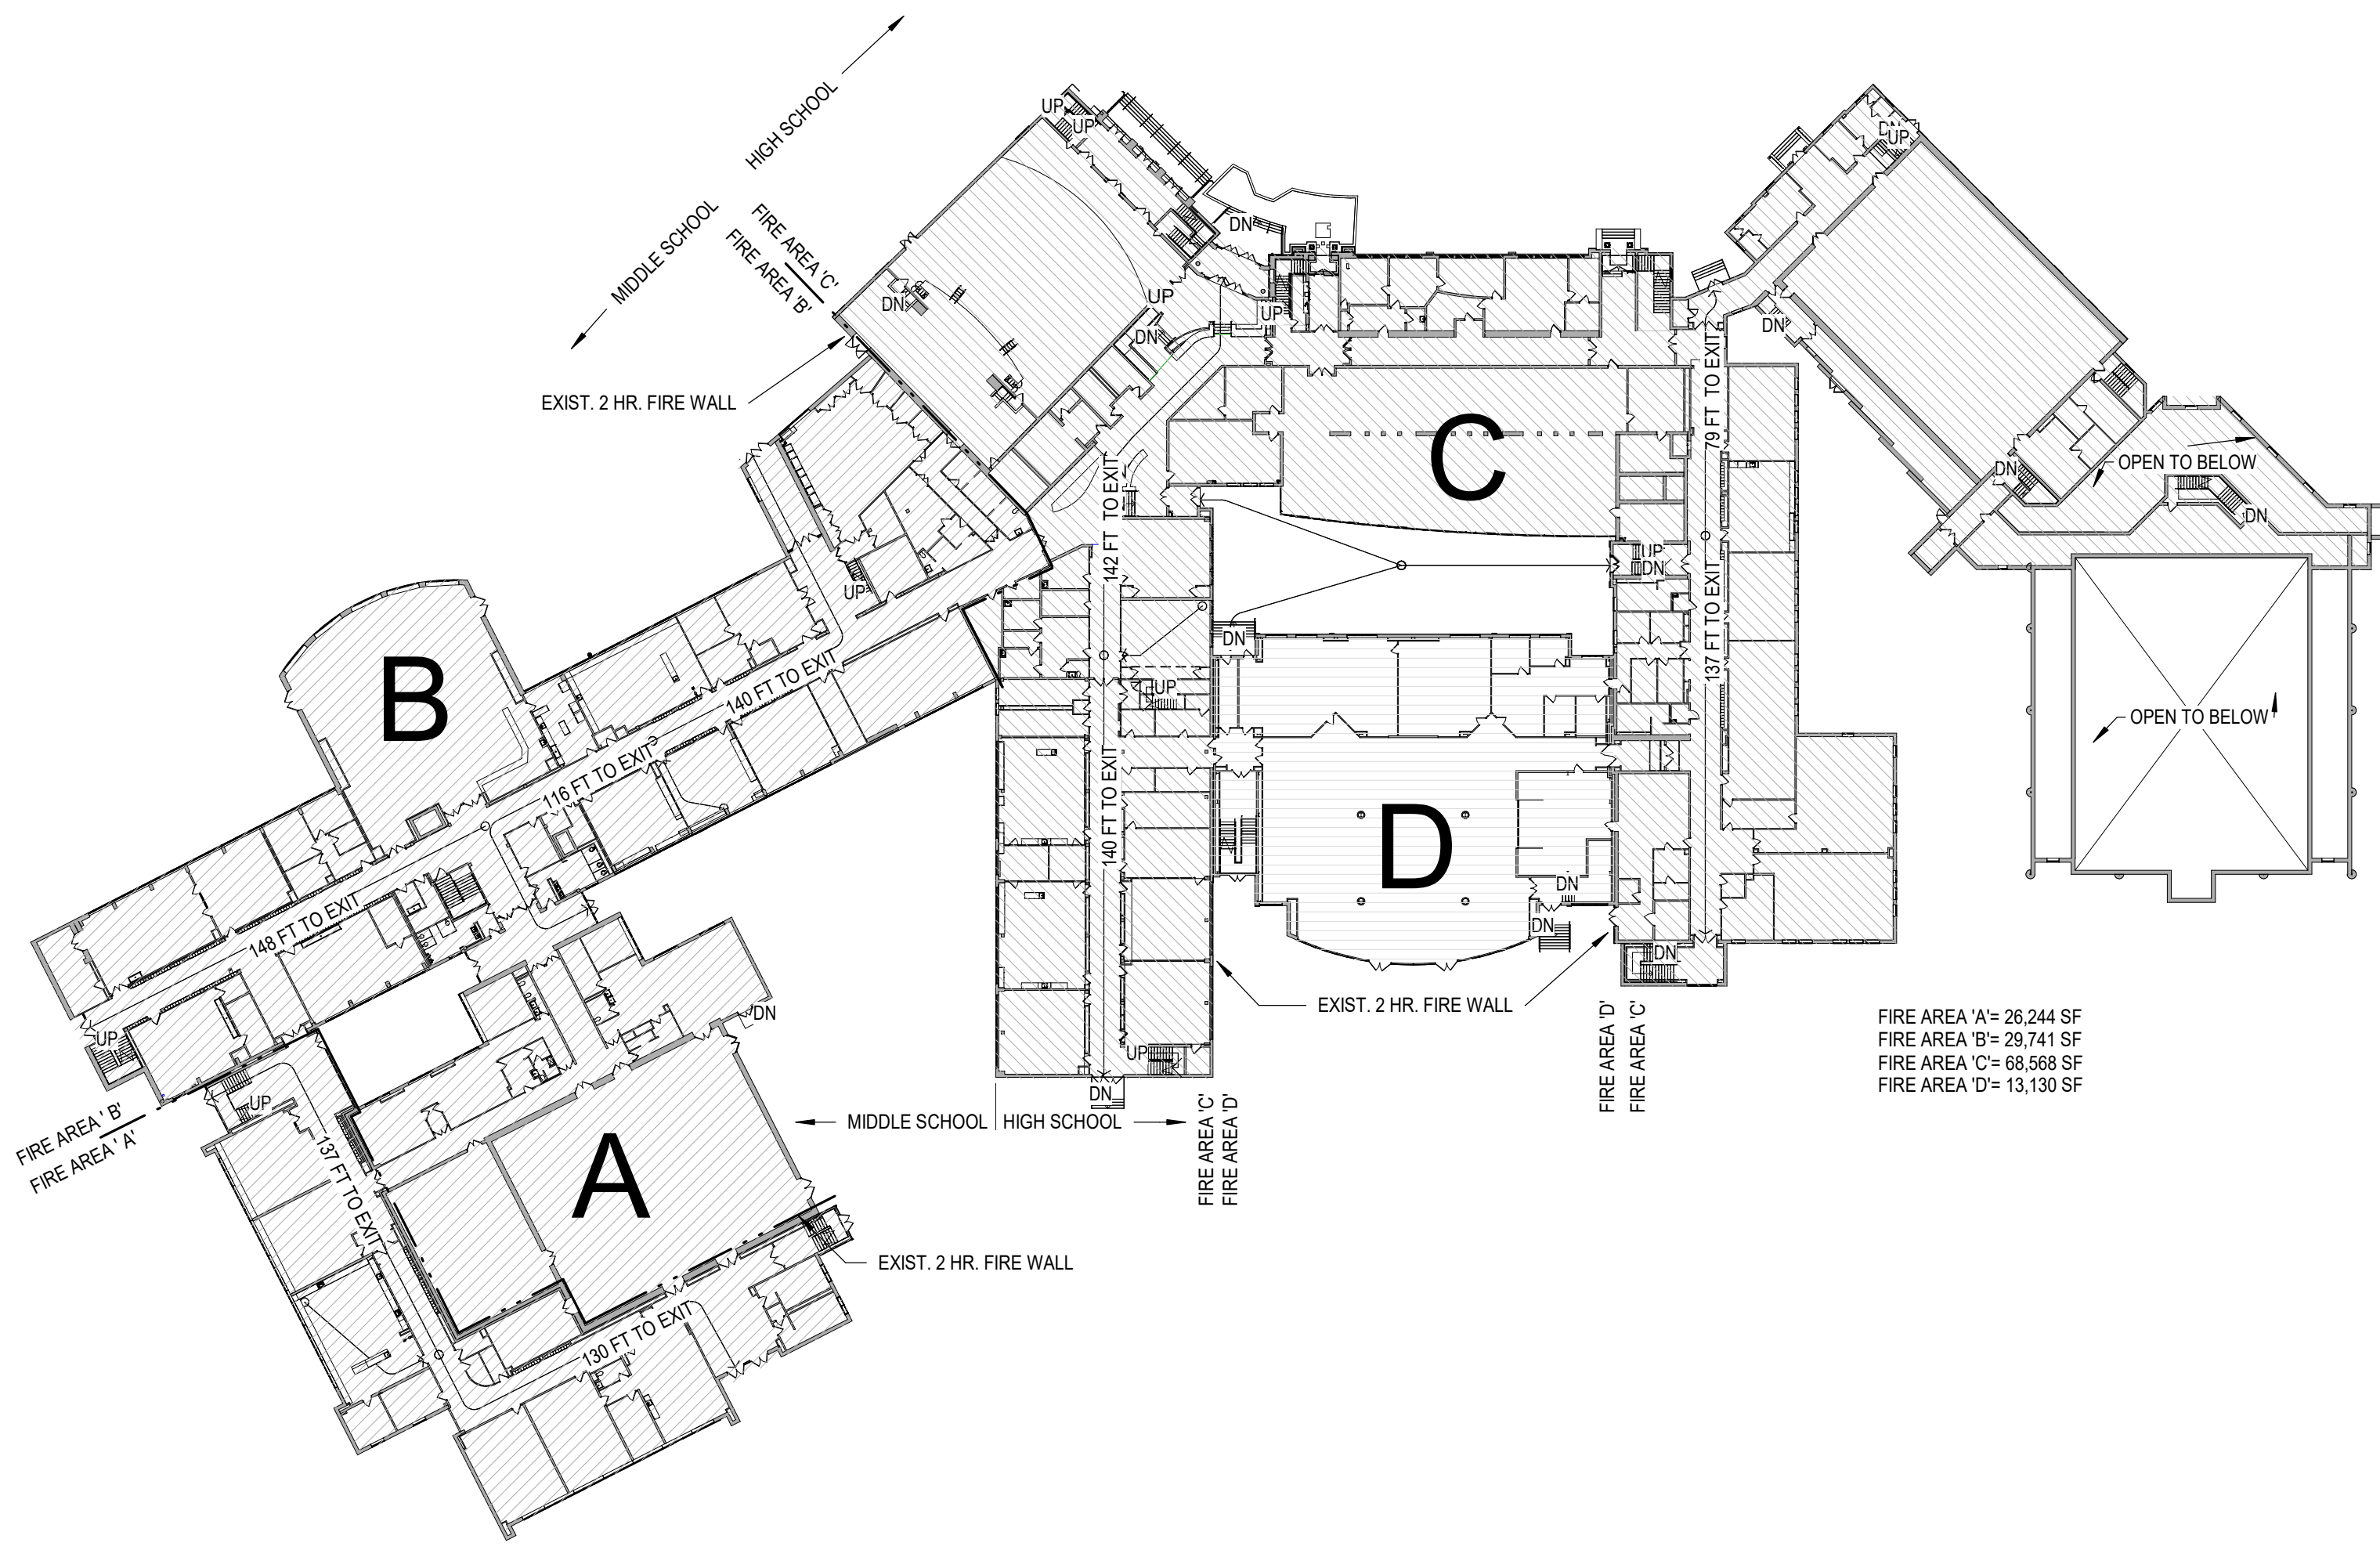 HIGH SCHOOL
MIDDLE SCHOOL
FIRE AREA 'C'
FIRE AREA 'B'
EXIST. 2 HR. FIRE WALL
UP
UP
DN
DN
UP
DN
UP
UP
DN
DN
OPEN TO BELOW
DN
DN
OPEN TO BELOW
C
79 FT TO EXIT
137 FT TO EXIT
142 FT TO EXIT
140 FT TO EXIT
UP
DN
DN
UP
UP
B
140 FT TO EXIT
116 FT TO EXIT
148 FT TO EXIT
D
DN
DN
DN
EXIST. 2 HR. FIRE WALL
FIRE AREA 'D'
FIRE AREA 'C'
FIRE AREA 'A'= 26,244 SF
FIRE AREA 'B'= 29,741 SF
FIRE AREA 'C'= 68,568 SF
FIRE AREA 'D'= 13,130 SF
UP
DN
UP
DN
UP
MIDDLE SCHOOL
HIGH SCHOOL
FIRE AREA 'C'
FIRE AREA 'D'
FIRE AREA ' B'
FIRE AREA ' A'
137 FT TO EXIT
A
EXIST. 2 HR. FIRE WALL
130 FT TO EXIT